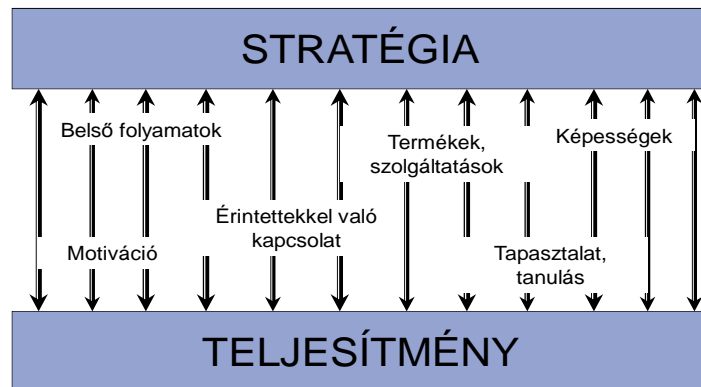 STRATÉGIA
Belső folyamatok
Termékek,
szolgáltatások
Képességek
Érintettekkel való
kapcsolat
Motiváció
Tapasztalat,
tanulás
TELJESÍTMÉNY